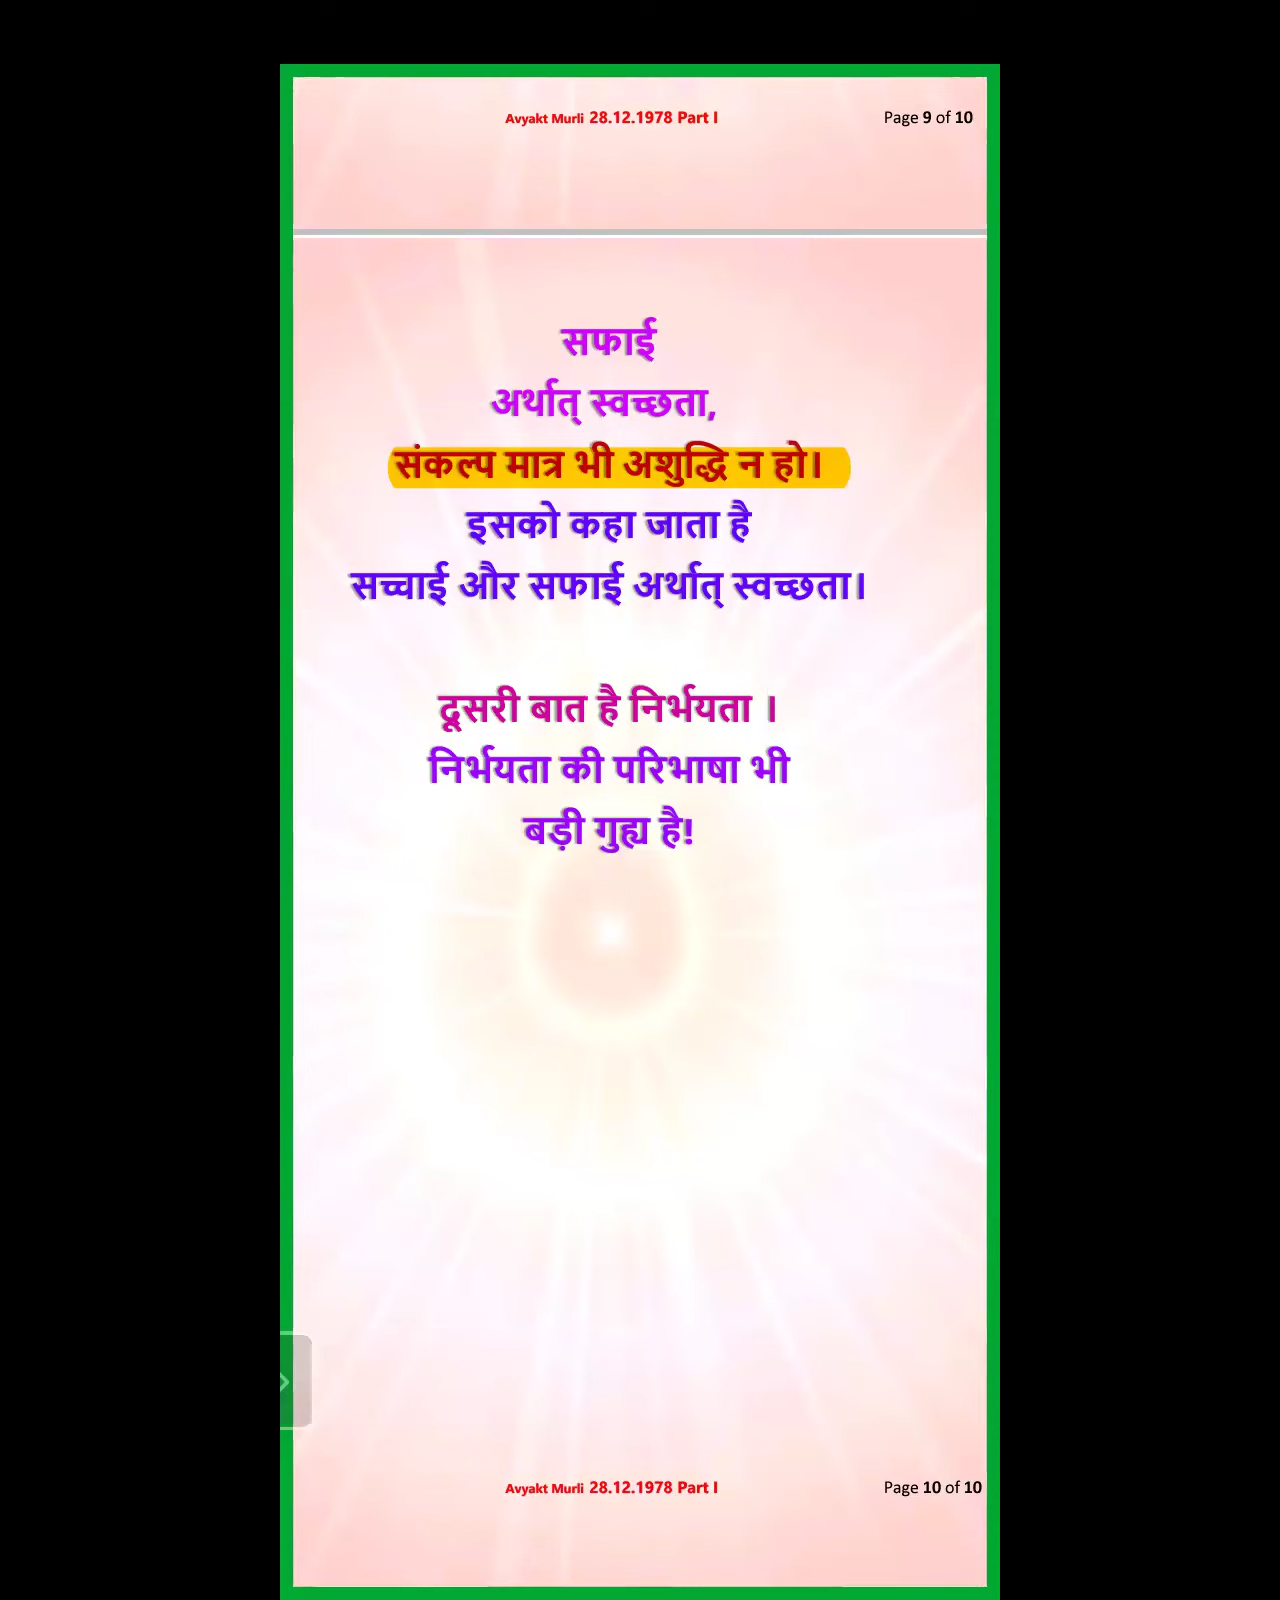 Avyakt Murli 28.12.1978 Part I Page 9 of 10
सफाई
अर्थात् स्वच्छता,
संकल्प मात्र भी अशुद्धि न हो।
इसको कहा जाता है
सच्चाई और सफाई अर्थात् स्वच्छता।
दूसरी बात है निर्भयता ।
निर्भयता की परिभाषा भी
बड़ी गुह्य है!
Avyakt Murli 28.12.1978 Part I Page 10 of 10